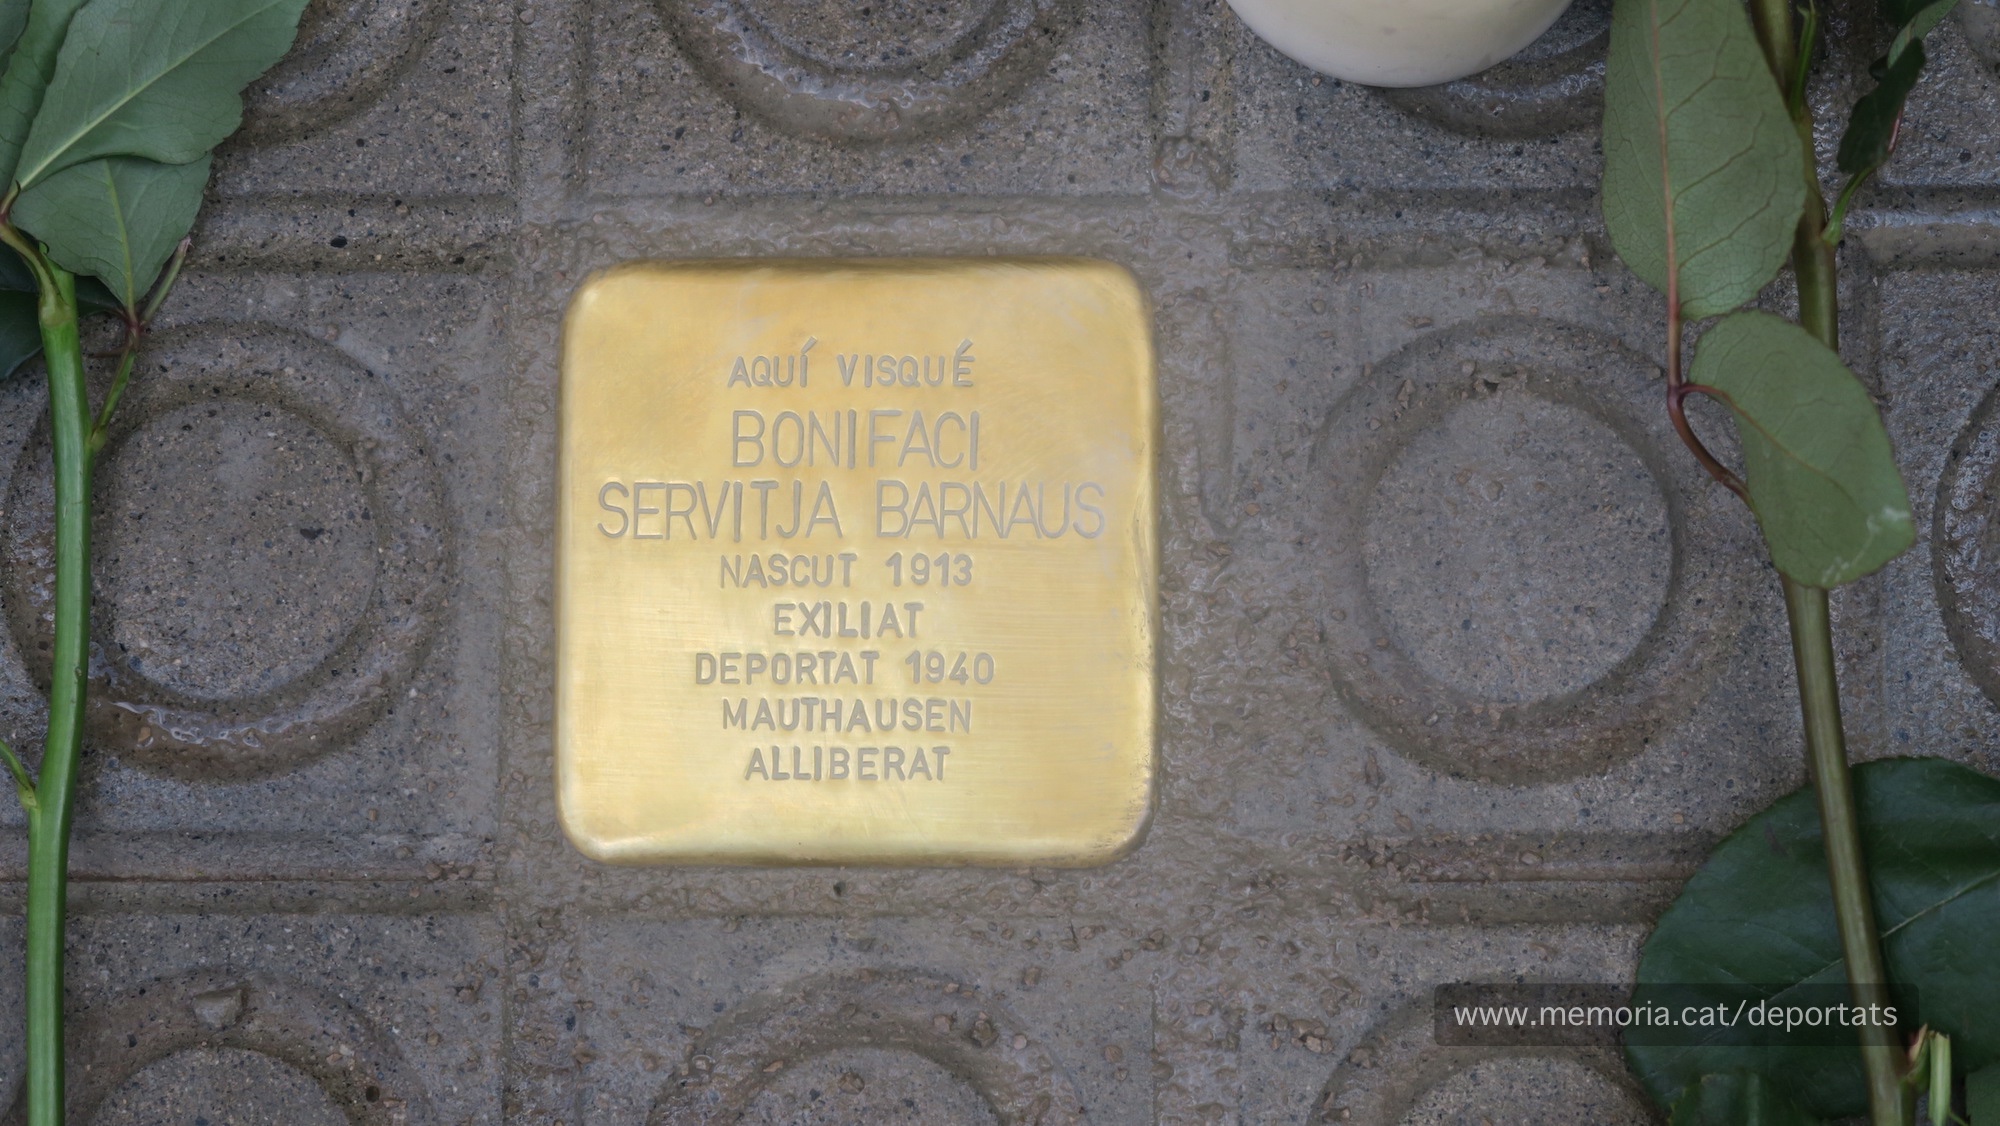 AQUÍ VISQUÉ
BONIFACI
SERVITJA BARNAUS
NASCUT 1913
EXILIAT
DEPORTAT 1940
MAUTHAUSEN
ALLIBERAT
www.memoria.cat/deportats